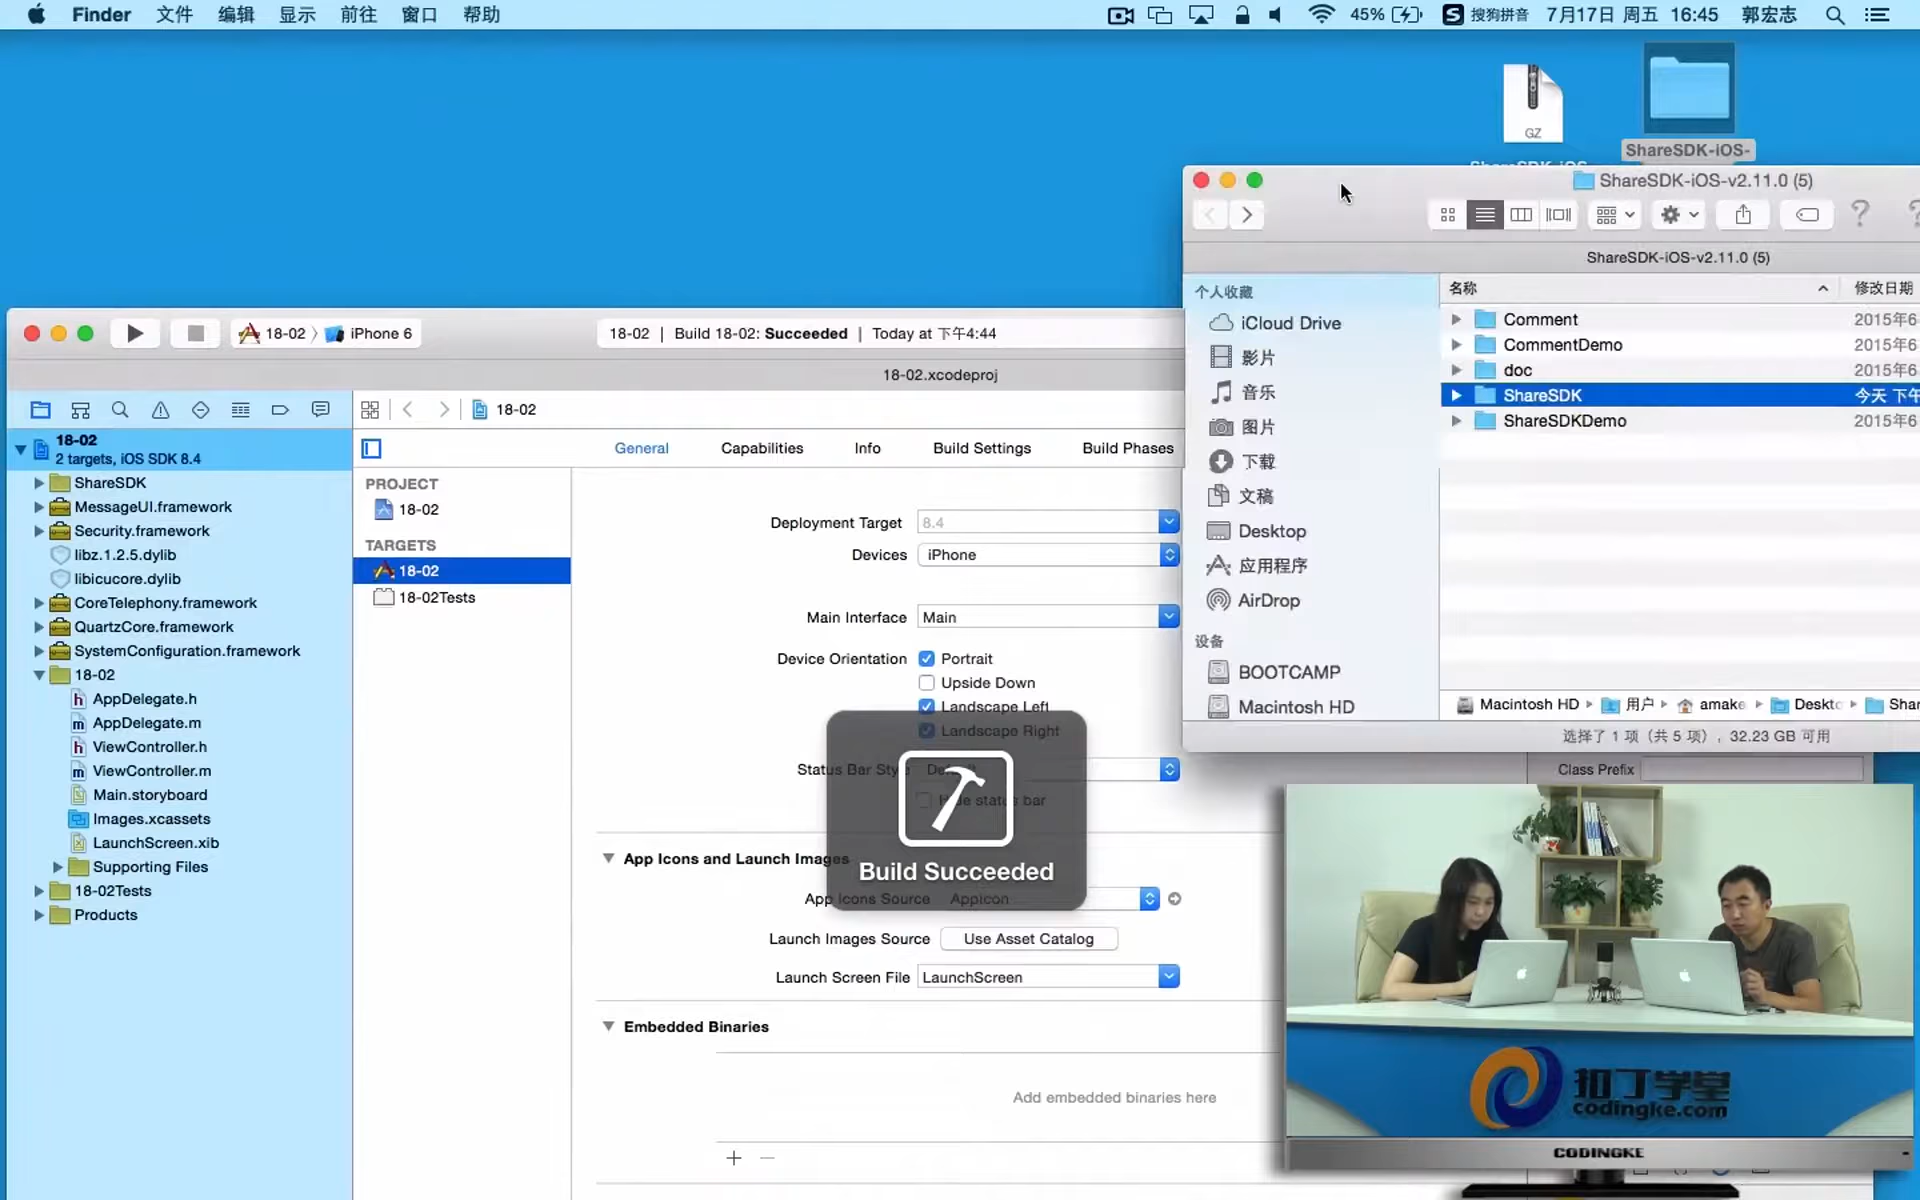 Finder 文件 编辑 显示 前往 窗口 帮助 45% S 搜狗拼音 7月17日 周五 16:45 郭宏志
GZ
ShareSDK-iOS-
ShareSDK-iOS-v2.11.0 (5)
ShareSDK-iOS-v2.11.0 (5)
个人收藏
iCloud Drive
影片
音乐
图片
下载
文稿
Desktop
应用程序
AirDrop
设备
BOOTCAMP
Macintosh HD
名称 修改日期
Comment 2015年6
CommentDemo 2015年6
doc 2015年6
ShareSDK 今天 下午
ShareSDKDemo 2015年6
Macintosh HD 用户 amake Deskto Shar
选择了 1 项（共 5 项）, 32.23 GB 可用
18-02 iPhone 6 18-02 | Build 18-02: Succeeded | Today at 下午4:44
18-02.xcodeproj
18-02
18-02
2 targets, iOS SDK 8.4
ShareSDK
MessageUI.framework
Security.framework
libz.1.2.5.dylib
libicucore.dylib
CoreTelephony.framework
QuartzCore.framework
SystemConfiguration.framework
18-02
AppDelegate.h
AppDelegate.m
ViewController.h
ViewController.m
Main.storyboard
Images.xcassets
LaunchScreen.xib
Supporting Files
18-02Tests
Products
General Capabilities Info Build Settings Build Phases
PROJECT
18-02
TARGETS
18-02
18-02Tests
Deployment Target 8.4
Devices iPhone
Main Interface Main
Device Orientation Portrait
Upside Down
Landscape Left
Landscape Right
Status Bar Style Default
Hide status bar
Build Succeeded
App Icons and Launch Images
App Icons Source AppIcon
Launch Images Source Use Asset Catalog
Launch Screen File LaunchScreen
Embedded Binaries
Add embedded binaries here
Class Prefix
扣丁学堂
codingke.com
CODINGKE